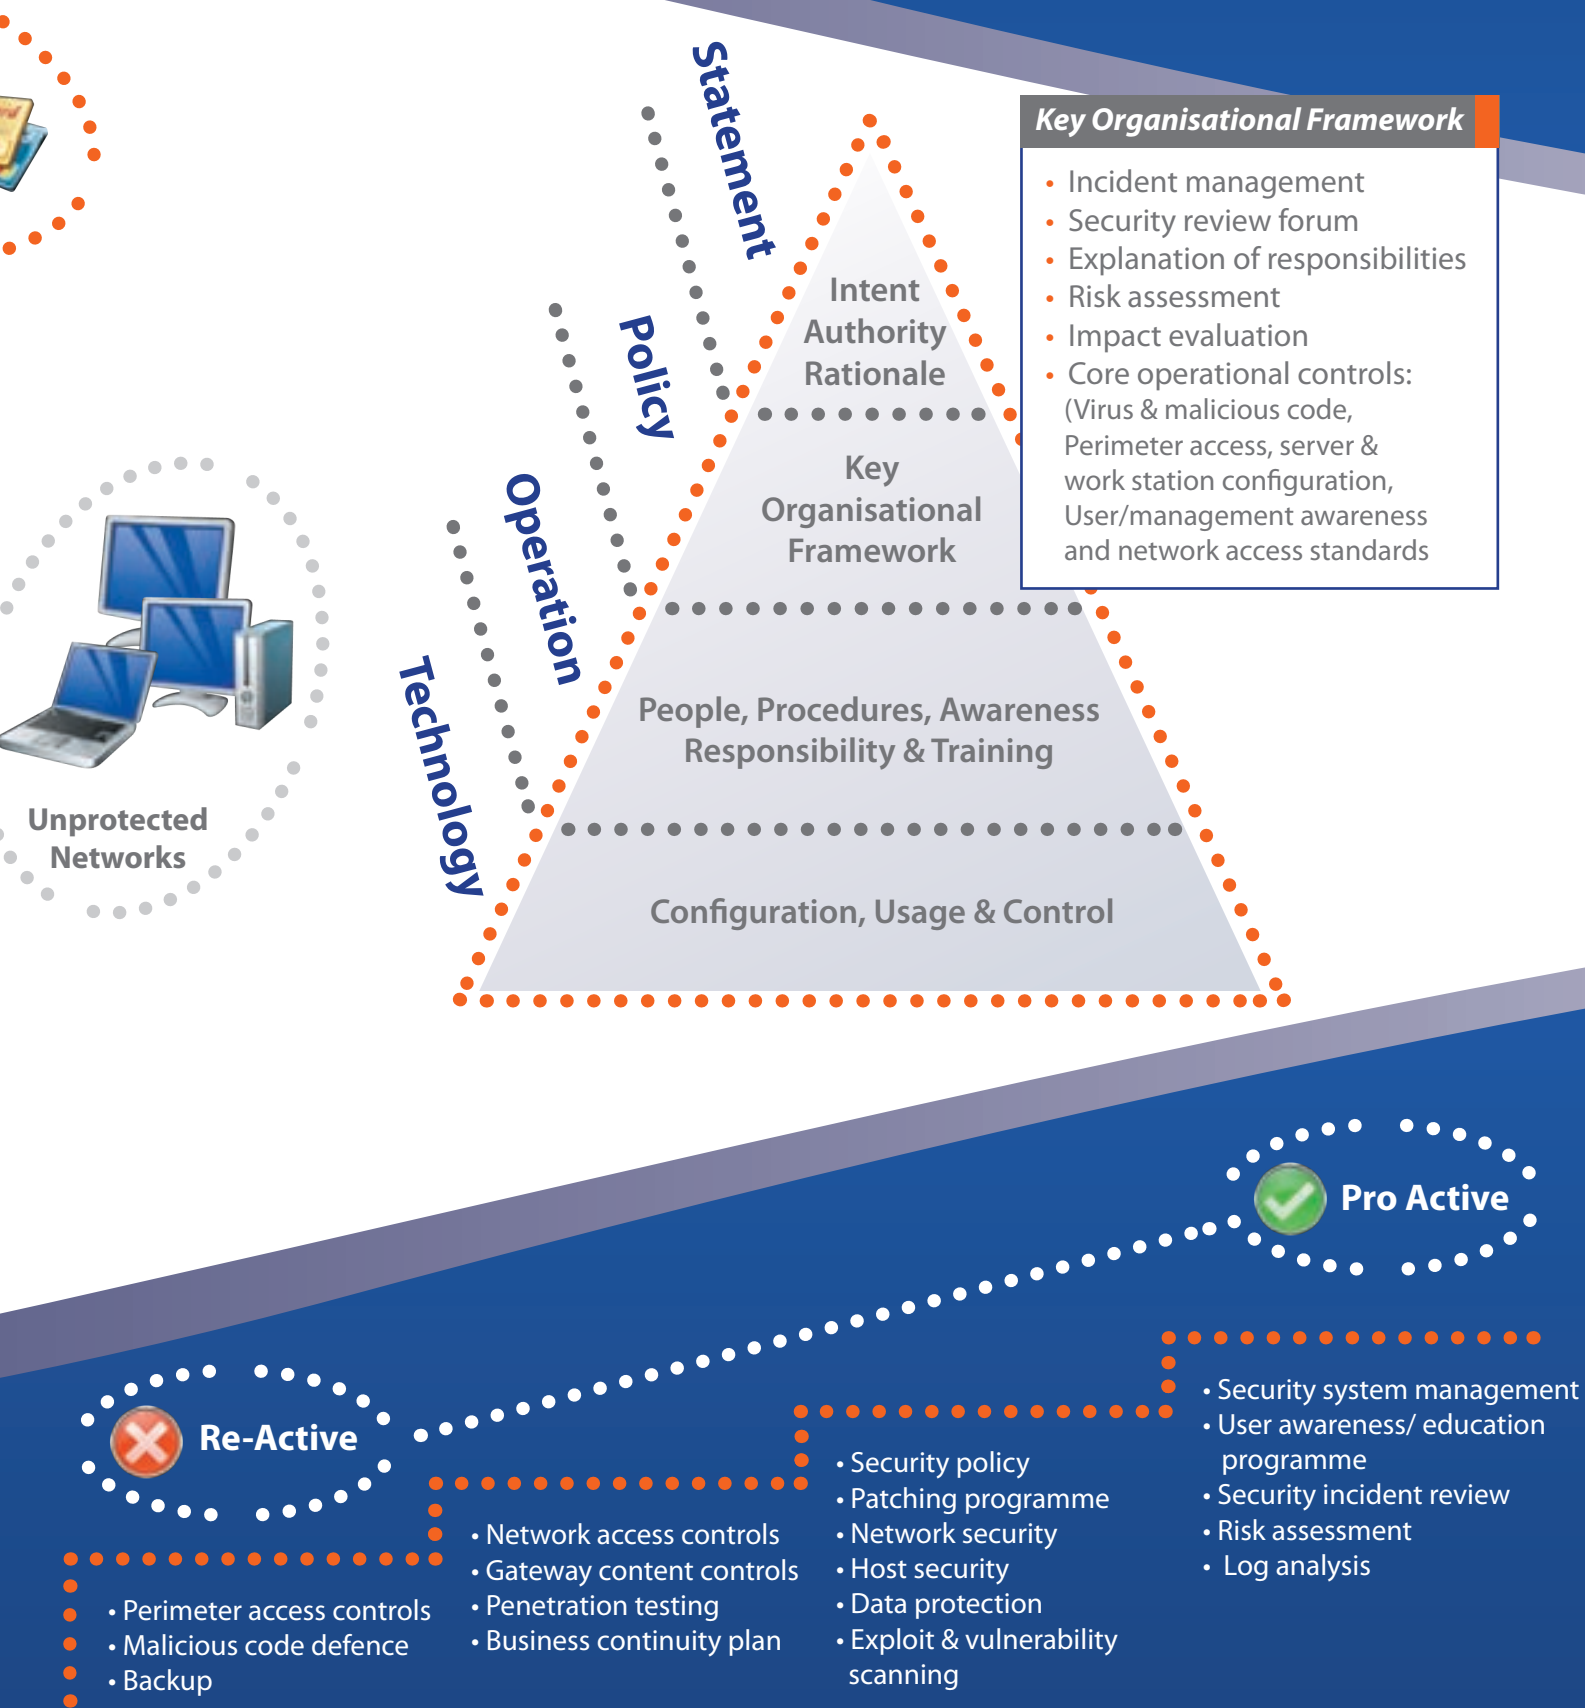 Statement
Policy
Operation
Technology
Intent
Authority
Rationale
Key
Organisational
Framework
People, Procedures, Awareness
Responsibility & Training
Configuration, Usage & Control
Key Organisational Framework
• Incident management
• Security review forum
• Explanation of responsibilities
• Risk assessment
• Impact evaluation
• Core operational controls:
(Virus & malicious code,
Perimeter access, server &
work station configuration,
User/management awareness
and network access standards
Unprotected
Networks
Pro Active
Re-Active
• Perimeter access controls
• Malicious code defence
• Backup
• Network access controls
• Gateway content controls
• Penetration testing
• Business continuity plan
• Security policy
• Patching programme
• Network security
• Host security
• Data protection
• Exploit & vulnerability
scanning
• Security system management
• User awareness/ education
programme
• Security incident review
• Risk assessment
• Log analysis